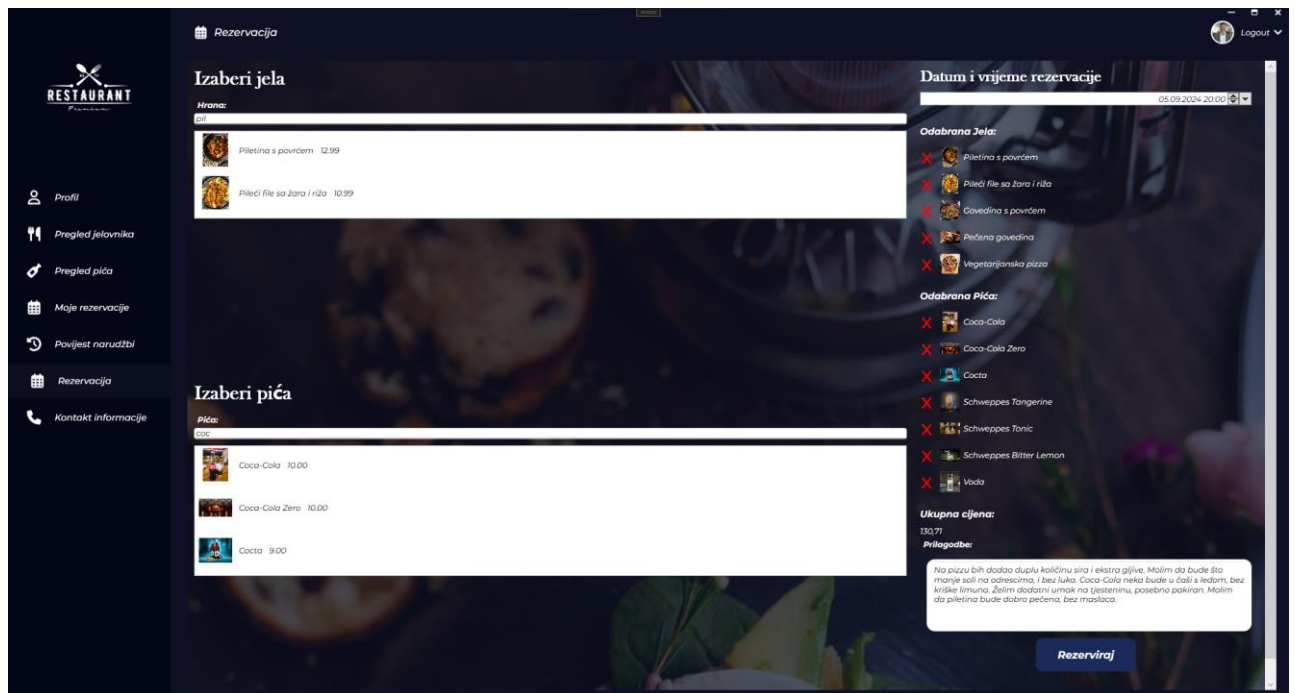 Rezervacija
Logout
RESTAURANT
Premium
Profil
Pregled jelovnika
Pregled pića
Moje rezervacije
Povijest narudžbi
Rezervacija
Kontakt informacije
Izaberi jela
Hrana:
pil
Piletina s povrćem 12.99
Pileći file sa žara i riža 10.99
Izaberi pića
Pića:
coc
Coca-Cola 10.00
Coca-Cola Zero 10.00
Cocta 9.00
Datum i vrijeme rezervacije
05.09.2024 20:00
Odabrana Jela:
Piletina s povrćem
Pileći file sa žara i riža
Govedina s povrćem
Pečena govedina
Vegetarijanska pizza
Odabrana Pića:
Coca-Cola
Coca-Cola Zero
Cocta
Schweppes Tangerine
Schweppes Tonic
Schweppes Bitter Lemon
Voda
Ukupna cijena:
130,71
Prilagodbe:
Na pizzu bih dodao duplu količinu sira i ekstra gljive. Molim da bude što
manje soli na odrescima, i bez luka. Coca-Cola neka bude u čaši s ledom, bez
kriške limuna. Želim dodatni umak na tjesteninu, posebno pakiran. Molim
da piletina bude dobro pečena, bez maslaca.
Rezerviraj